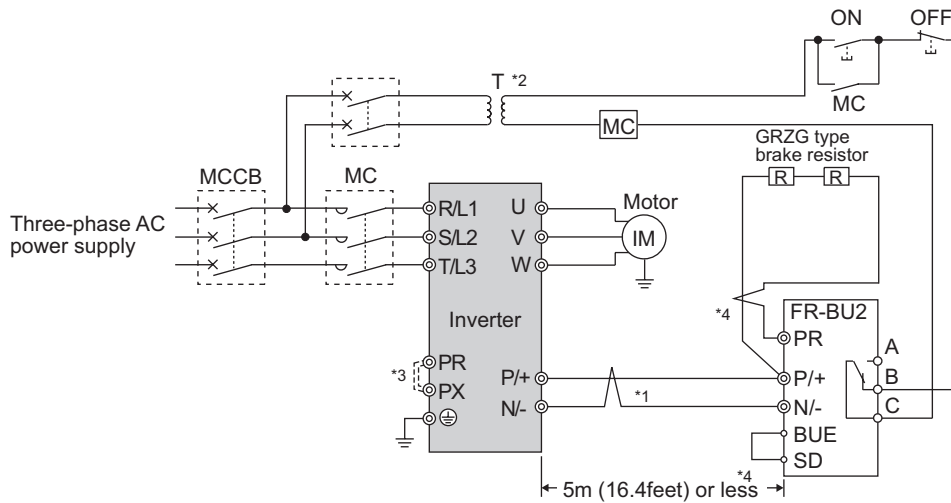 ON OFF
T *2
MC
MC
GRZG type
brake resistor
R R
MCCB MC
Three-phase AC
power supply
R/L1 U Motor
S/L2 V IM
T/L3 W
Inverter
*4 FR-BU2
PR
A
*3 PR
PX
P/+ P/+ B
*1
N/- N/- C
BUE
SD
5m (16.4feet) or less *4